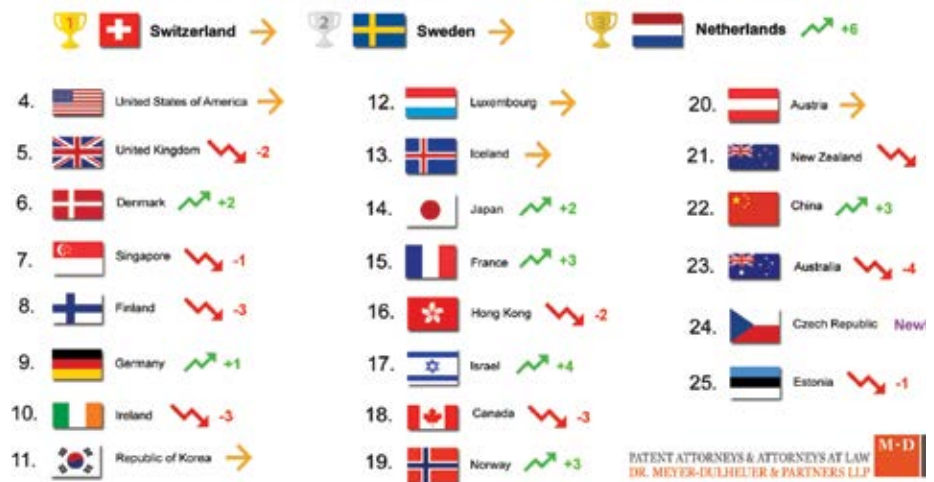 1 Switzerland
2 Sweden
3 Netherlands +6
4. United States of America
5. United Kingdom -2
6. Denmark +2
7. Singapore -1
8. Finland -3
9. Germany +1
10. Ireland -3
11. Republic of Korea
12. Luxembourg
13. Iceland
14. Japan +2
15. France +3
16. Hong Kong -2
17. Israel +4
18. Canada -3
19. Norway +3
20. Austria
21. New Zealand
22. China +3
23. Australia -4
24. Czech Republic New!
25. Estonia -1
PATENT ATTORNEYS & ATTORNEYS AT LAW
DR. MEYER-DULHEUER & PARTNERS LLP
M-D